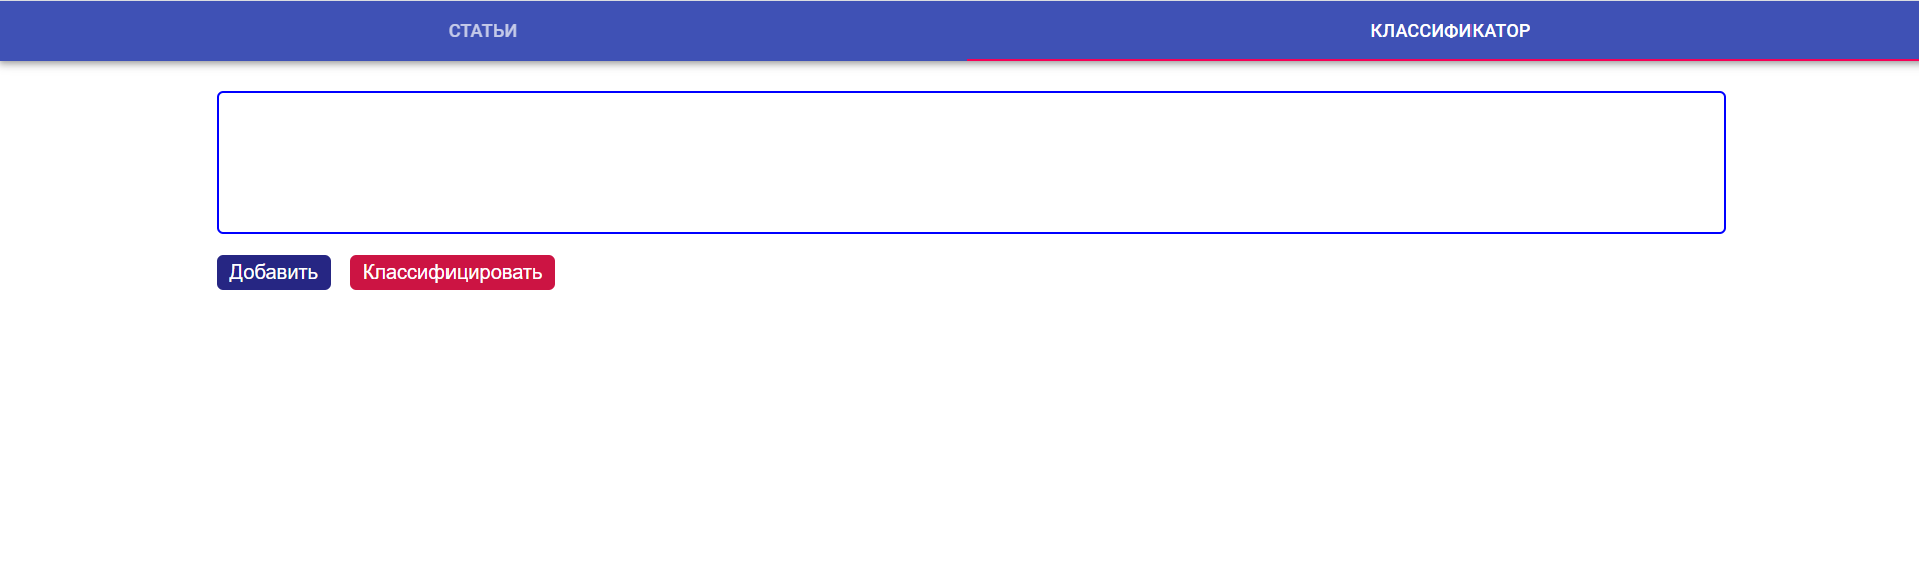 СТАТЬИ КЛАССИФИКАТОР
Добавить Классифицировать